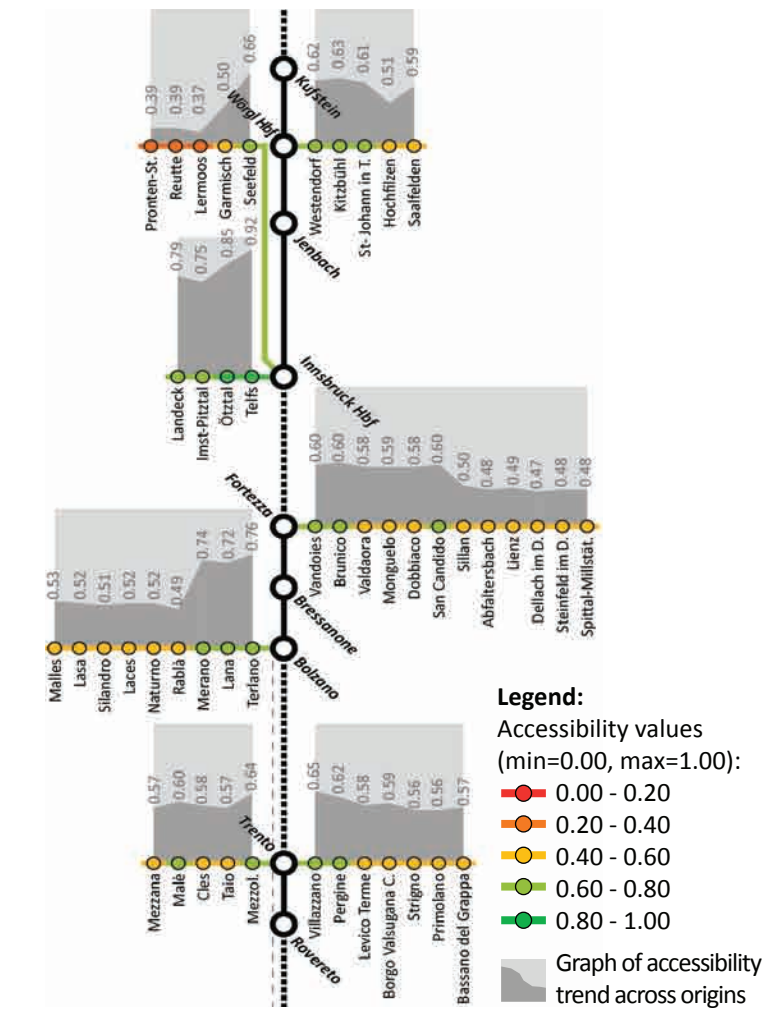 0.39
0.39
0.37
0.50
0.66
Pronten-St.
Reutte
Lermoos
Garmisch
Seefeld
Kufstein
Wörgl Hbf
Jenbach
0.62
0.63
0.61
0.51
0.59
Westendorf
Kitzbühl
St- Johann in T.
Hochfilzen
Saalfelden
0.79
0.75
0.85
0.92
Landeck
Imst-Pitztal
Ötztal
Telfs
Innsbruck Hbf
0.60
0.60
0.58
0.59
0.58
0.60
0.50
0.48
0.49
0.47
0.48
0.48
Fortezza
Vandoies
Brunico
Valdaora
Monguelo
Dobbiaco
San Candido
Sillan
Abfaltersbach
Lienz
Dellach im D.
Steinfeld im D.
Spittal-Millstät.
0.53
0.52
0.51
0.52
0.52
0.49
0.74
0.72
0.76
Malles
Lasa
Silandro
Laces
Naturno
Rablà
Merano
Lana
Terlano
Bressanone
Bolzano
0.57
0.60
0.58
0.57
0.64
Mezzana
Malè
Cles
Taio
Mezzol.
Trento
Rovereto
0.65
0.62
0.58
0.59
0.56
0.56
0.57
Villazzano
Pergine
Levico Terme
Borgo Valsugana C.
Strigno
Primolano
Bassano del Grappa
Legend:
Accessibility values
(min=0.00, max=1.00):
0.00 - 0.20
0.20 - 0.40
0.40 - 0.60
0.60 - 0.80
0.80 - 1.00
Graph of accessibility
trend across origins